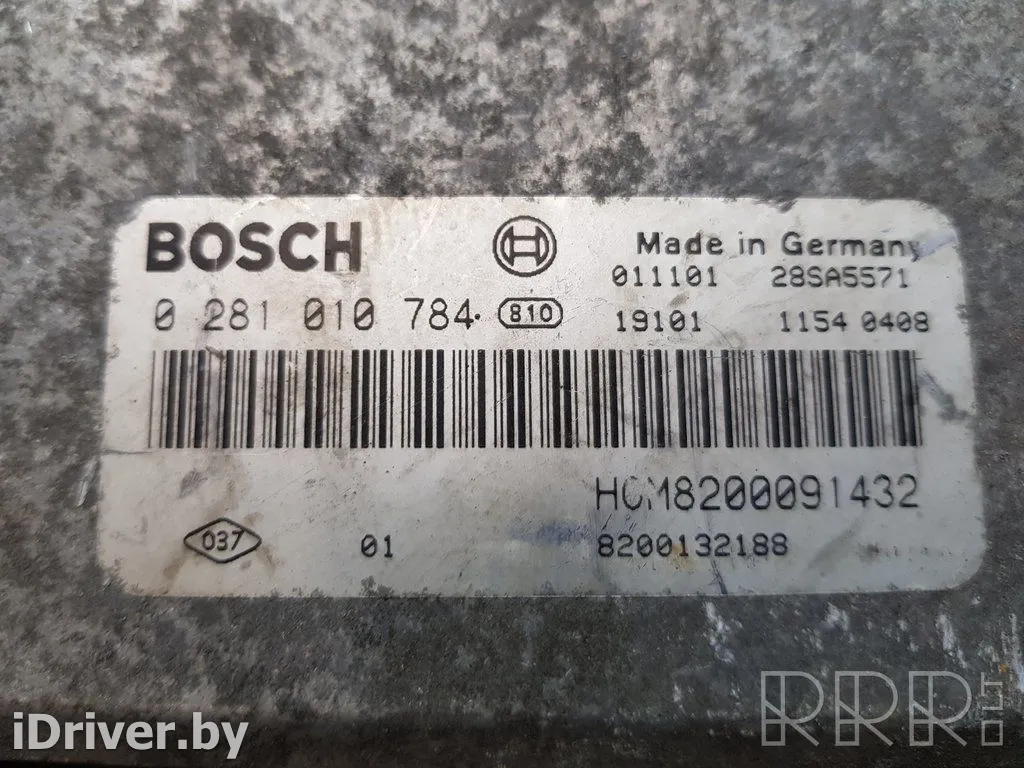 BOSCH
Made in Germany
011101 28SA5571
0 281 010 784. 810
19101 1154 0408
HOM8200091432
037 01 8200132188
iDriver.by
RRR.LT